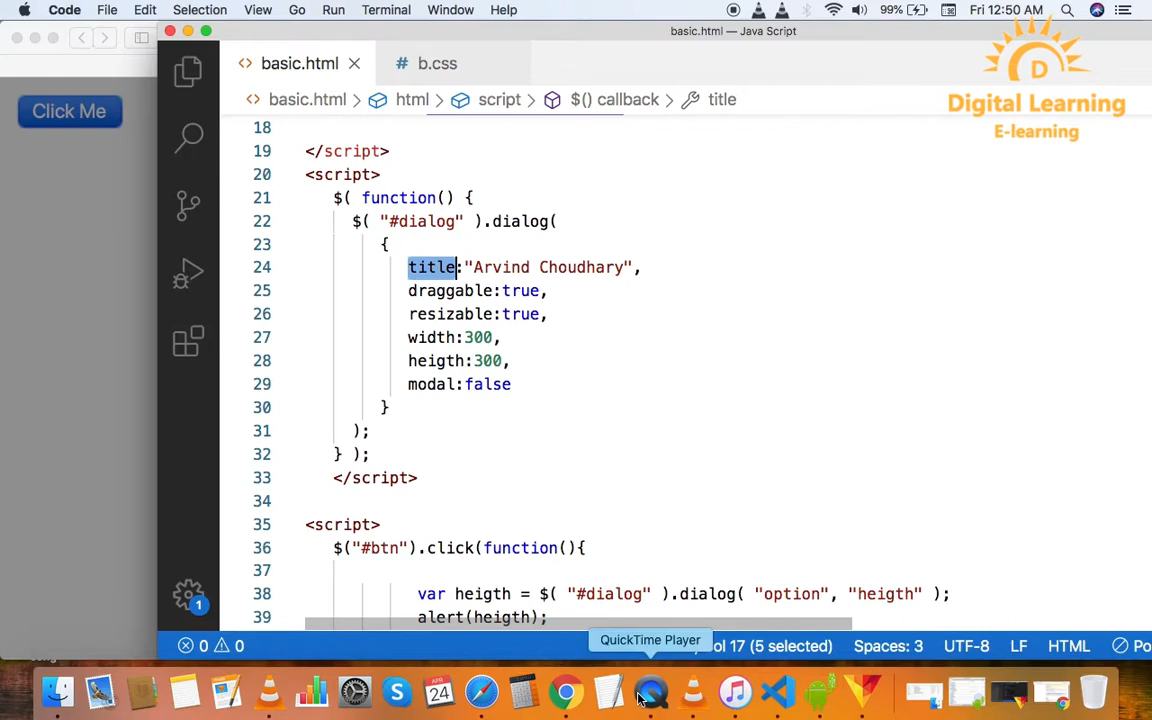 Code File Edit Selection View Go Run Terminal Window Help 99% Fri 12:50 AM
basic.html — Java Script
basic.html b.css
D
Digital Learning
E-learning
Click Me
basic.html > html > script > $() callback > title
18
19 </script>
20 <script>
21 $( function() {
22 $( "#dialog" ).dialog(
23 {
24 title:"Arvind Choudhary",
25 draggable:true,
26 resizable:true,
27 width:300,
28 heigth:300,
29 modal:false
30 }
31 );
32 } );
33 </script>
34
35 <script>
36 $("#btn").click(function(){
37
38 var heigth = $( "#dialog" ).dialog( "option", "heigth" );
39 alert(heigth);
1
QuickTime Player
0 0 ol 17 (5 selected) Spaces: 3 UTF-8 LF HTML Po
24